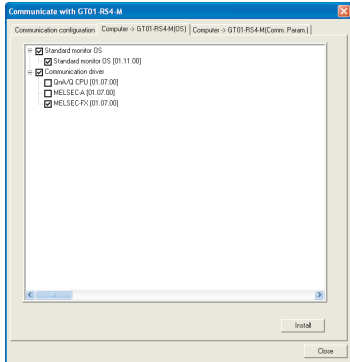 Communicate with GT01-RS4-M
Communication configuration Computer -> GT01-RS4-M(OS) Computer -> GT01-RS4-M(Comm. Param.)
Standard monitor OS
Standard monitor OS [01.11.00]
Communication driver
QnA/Q CPU [01.07.00]
MELSEC-A [01.07.00]
MELSEC-FX [01.07.00]
Install
Close